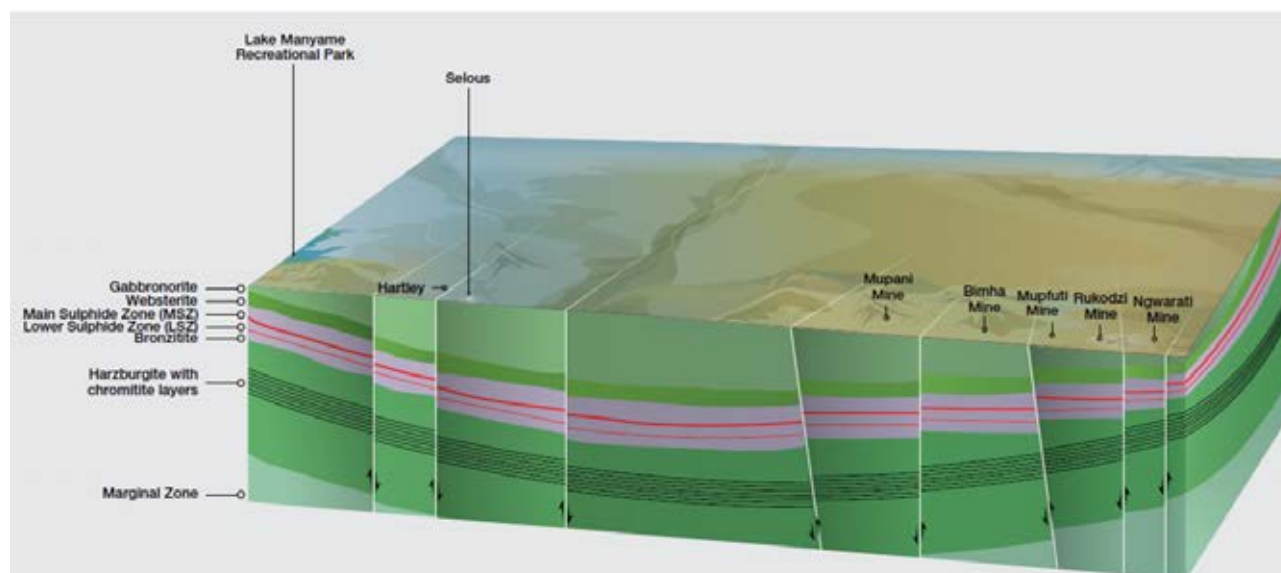 Lake Manyame
Recreational Park
Selous
Hartley
Mupani
Mine
Bimha
Mine
Mupfuti
Mine
Rukodzi
Mine
Ngwarati
Mine
Gabbronorite
Websterite
Main Sulphide Zone (MSZ)
Lower Sulphide Zone (LSZ)
Bronzitite
Harzburgite with
chromitite layers
Marginal Zone